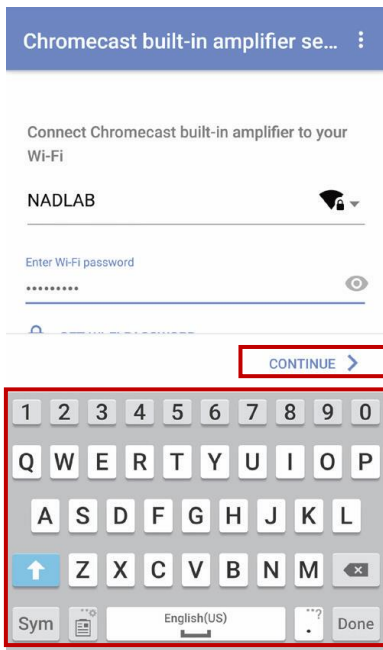 Chromecast built-in amplifier se...
Connect Chromecast built-in amplifier to your
Wi-Fi
NADLAB
Enter Wi-Fi password
•••••••••
CONTINUE
1 2 3 4 5 6 7 8 9 0
Q W E R T Y U I O P
A S D F G H J K L
Z X C V B N M
Sym English(US) . ? Done